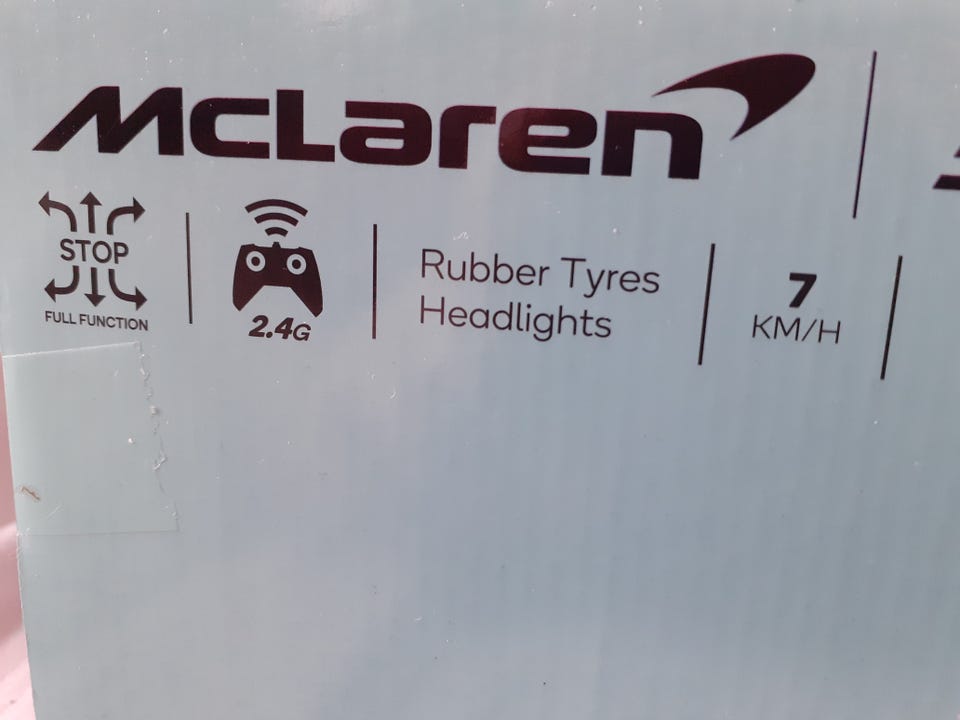 McLaren
STOP
FULL FUNCTION
2.4G
Rubber Tyres
Headlights
7
KM/H